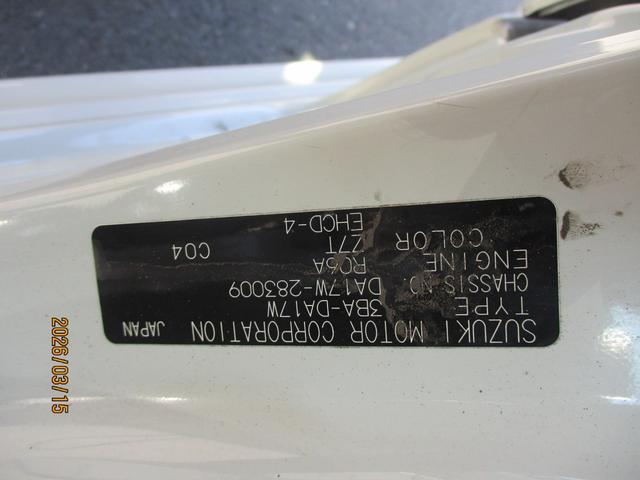 SUZUKI MOTOR CORPORATION JAPAN
TYPE 3BA-DA17W
CHASSIS NO DA17W-283009
ENGINE R06A
COLOR Z7T C04
EHCD-4
2026/03/15